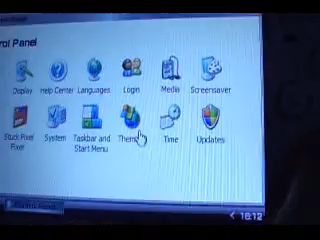 rol Panel
Display Help Center Languages Login Media Screensaver
Stuck Pixel Fixer System Taskbar and Start Menu Them Time Updates
16:12